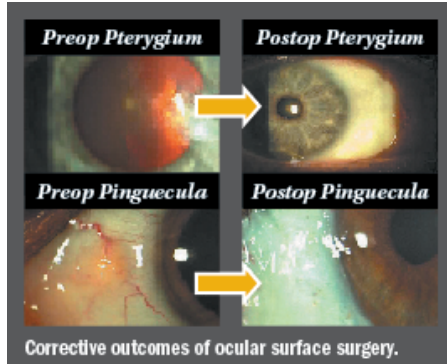 Preop Pterygium
Postop Pterygium
Preop Pinguecula
Postop Pinguecula
Corrective outcomes of ocular surface surgery.